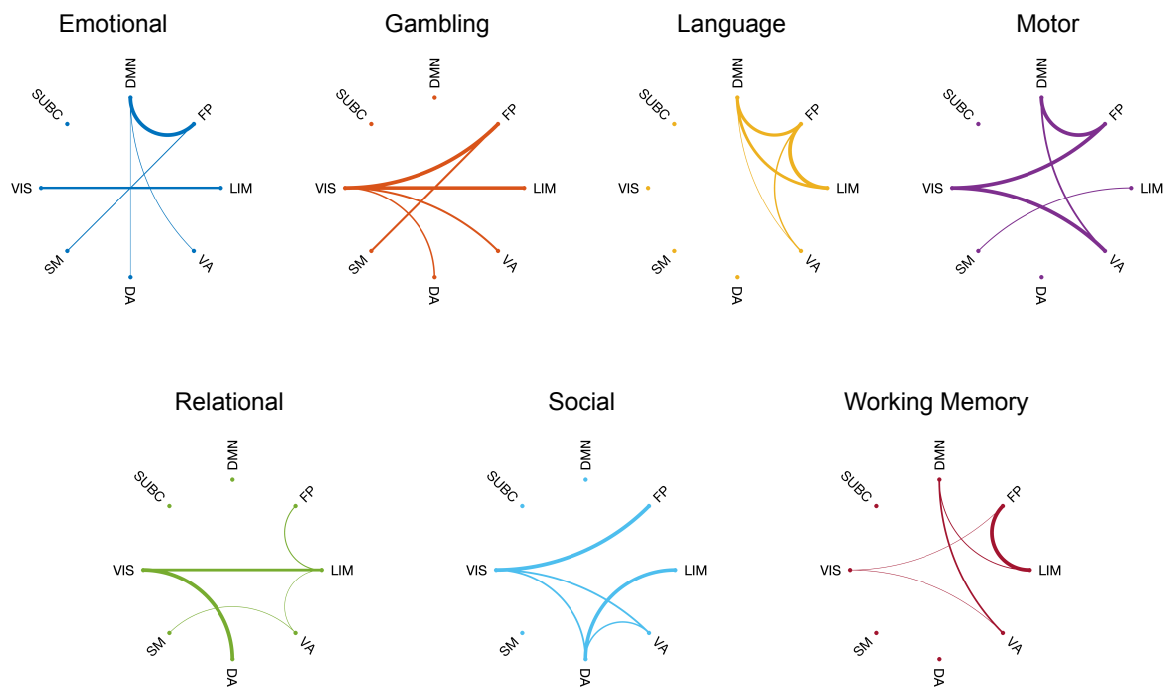 Emotional
DMN
SUBC
FP
VIS
LIM
SM
VA
DA
Gambling
DMN
SUBC
FP
VIS
LIM
SM
VA
DA
Language
DMN
SUBC
FP
VIS
LIM
SM
VA
DA
Motor
DMN
SUBC
FP
VIS
LIM
SM
VA
DA
Relational
DMN
SUBC
FP
VIS
LIM
SM
VA
DA
Social
DMN
SUBC
FP
VIS
LIM
SM
VA
DA
Working Memory
DMN
SUBC
FP
VIS
LIM
SM
VA
DA